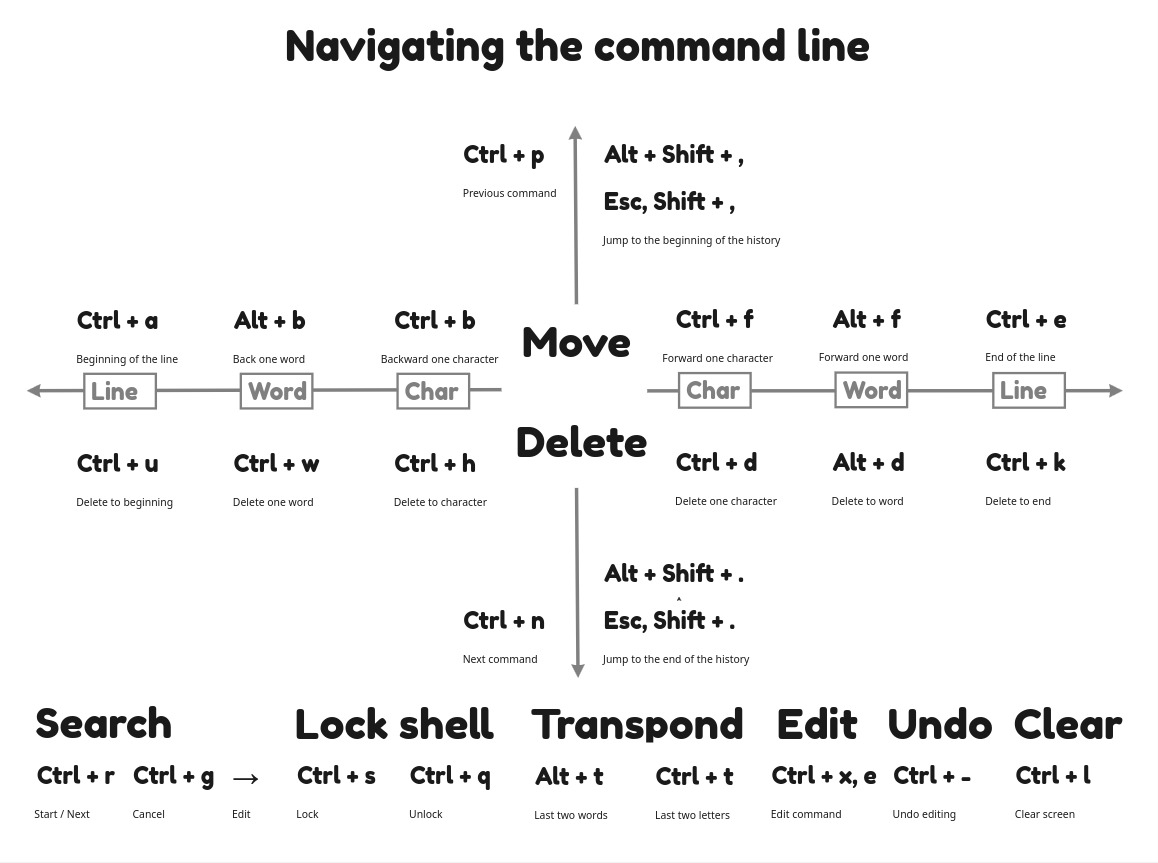 Navigating the command line
Ctrl + p
Previous command
Alt + Shift + ,
Esc, Shift + ,
Jump to the beginning of the history
Ctrl + a
Beginning of the line
Alt + b
Back one word
Ctrl + b
Backward one character
Move
Ctrl + f
Forward one character
Alt + f
Forward one word
Ctrl + e
End of the line
Line
Word
Char
Char
Word
Line
Delete
Ctrl + u
Delete to beginning
Ctrl + w
Delete one word
Ctrl + h
Delete to character
Ctrl + d
Delete one character
Alt + d
Delete to word
Ctrl + k
Delete to end
Ctrl + n
Next command
Alt + Shift + .
^
Esc, Shift + .
Jump to the end of the history
Search
Ctrl + r
Start / Next
Ctrl + g
Cancel
→
Edit
Lock shell
Ctrl + s
Lock
Ctrl + q
Unlock
Transpond
Alt + t
Last two words
Ctrl + t
Last two letters
Edit
Ctrl + x, e
Edit command
Undo
Ctrl + -
Undo editing
Clear
Ctrl + l
Clear screen